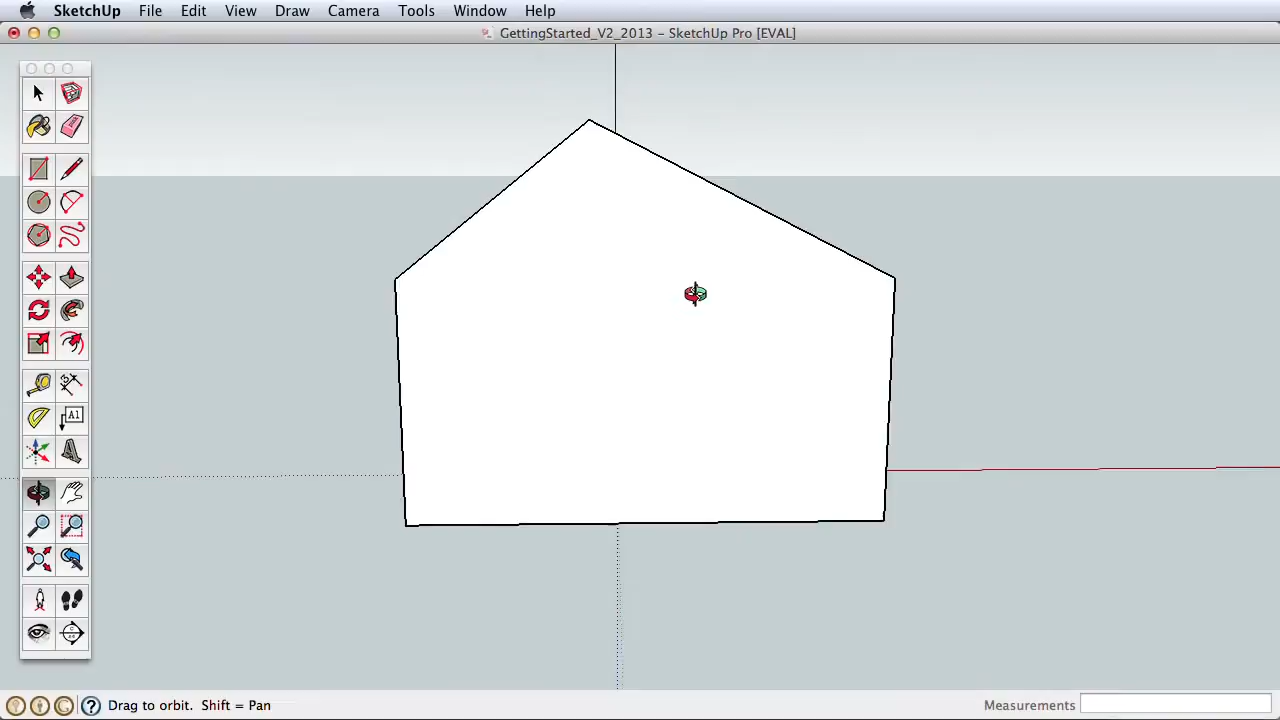 SketchUp File Edit View Draw Camera Tools Window Help
GettingStarted_V2_2013 - SketchUp Pro [EVAL]
A1
Drag to orbit. Shift = Pan
Measurements